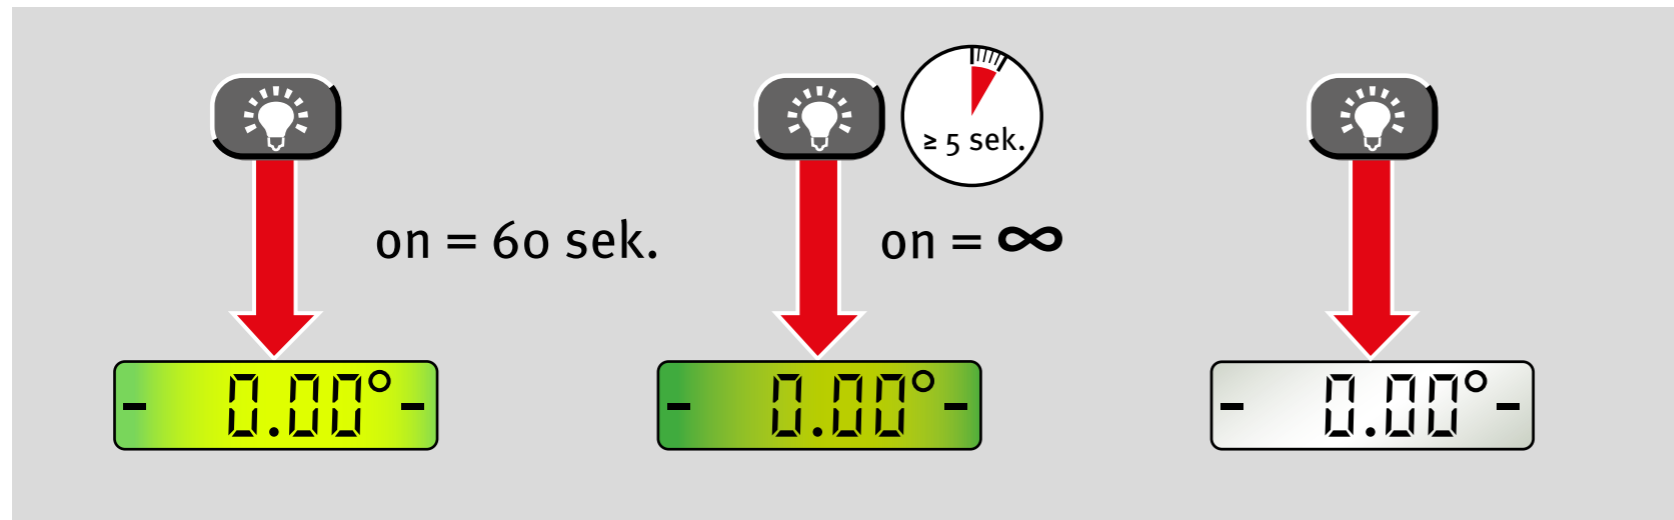 ≥ 5 sek.
on = 60 sek.
on = ∞
- 0.00° -
- 0.00° -
- 0.00° -